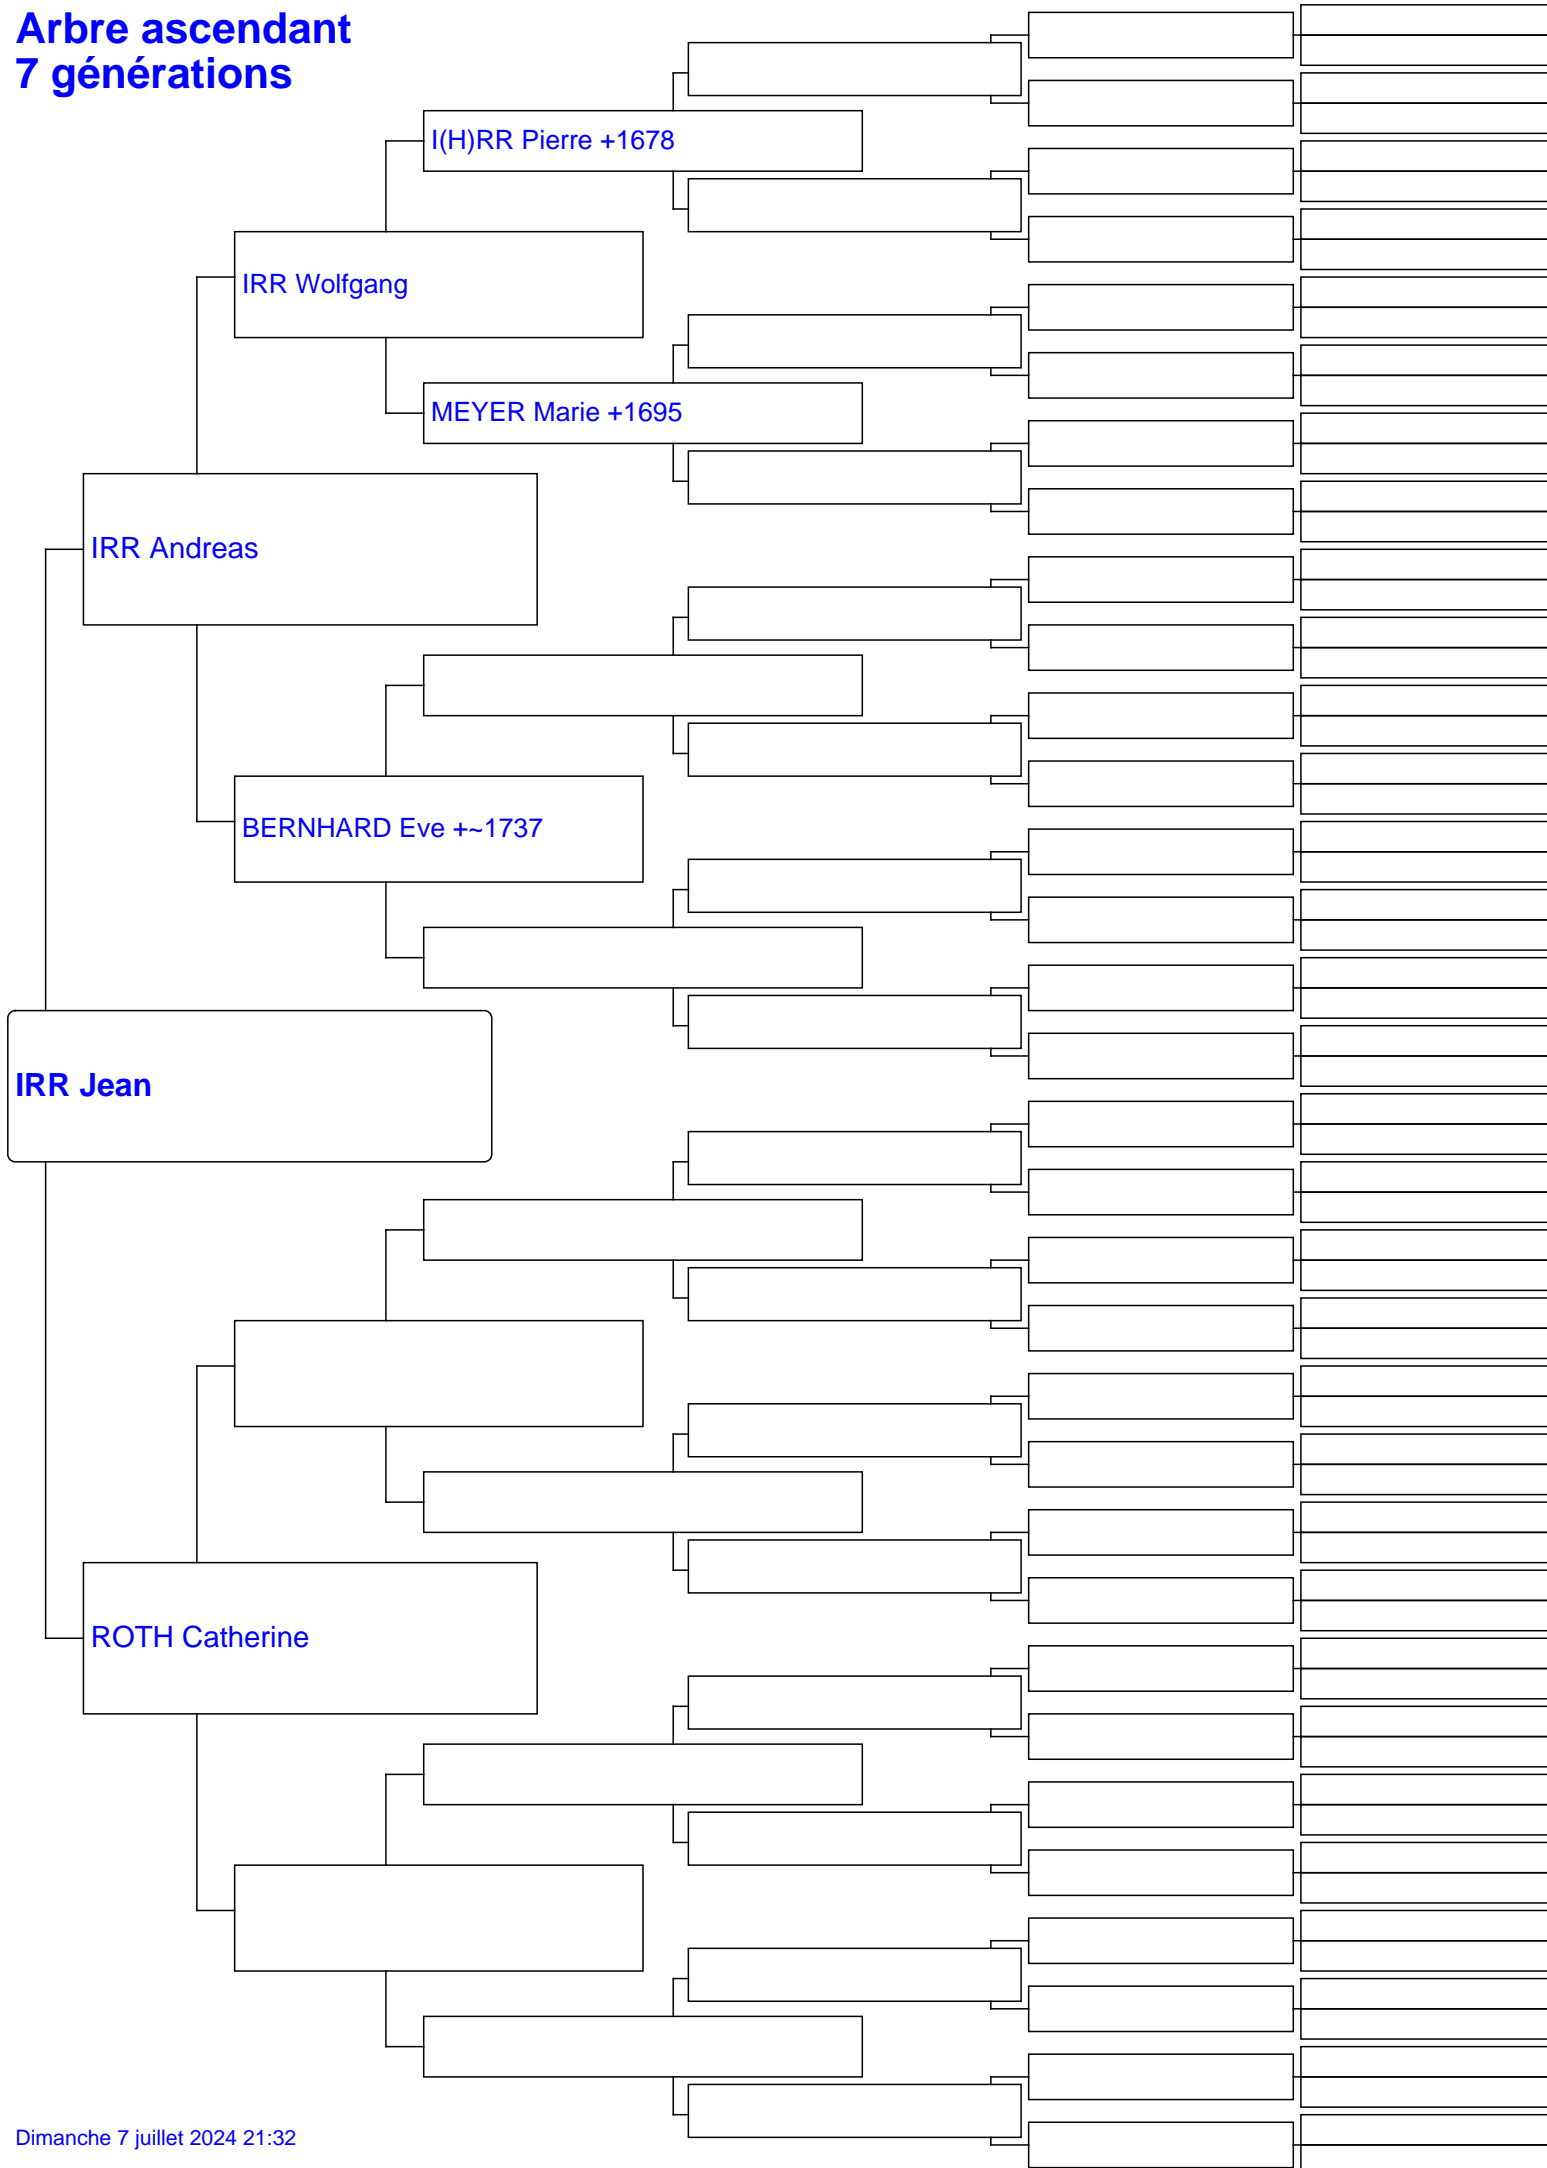 Arbre ascendant
7 générations
I(H)RR Pierre +1678
IRR Wolfgang
MEYER Marie +1695
IRR Andreas
BERNHARD Eve +~1737
IRR Jean
ROTH Catherine
Dimanche 7 juillet 2024 21:32